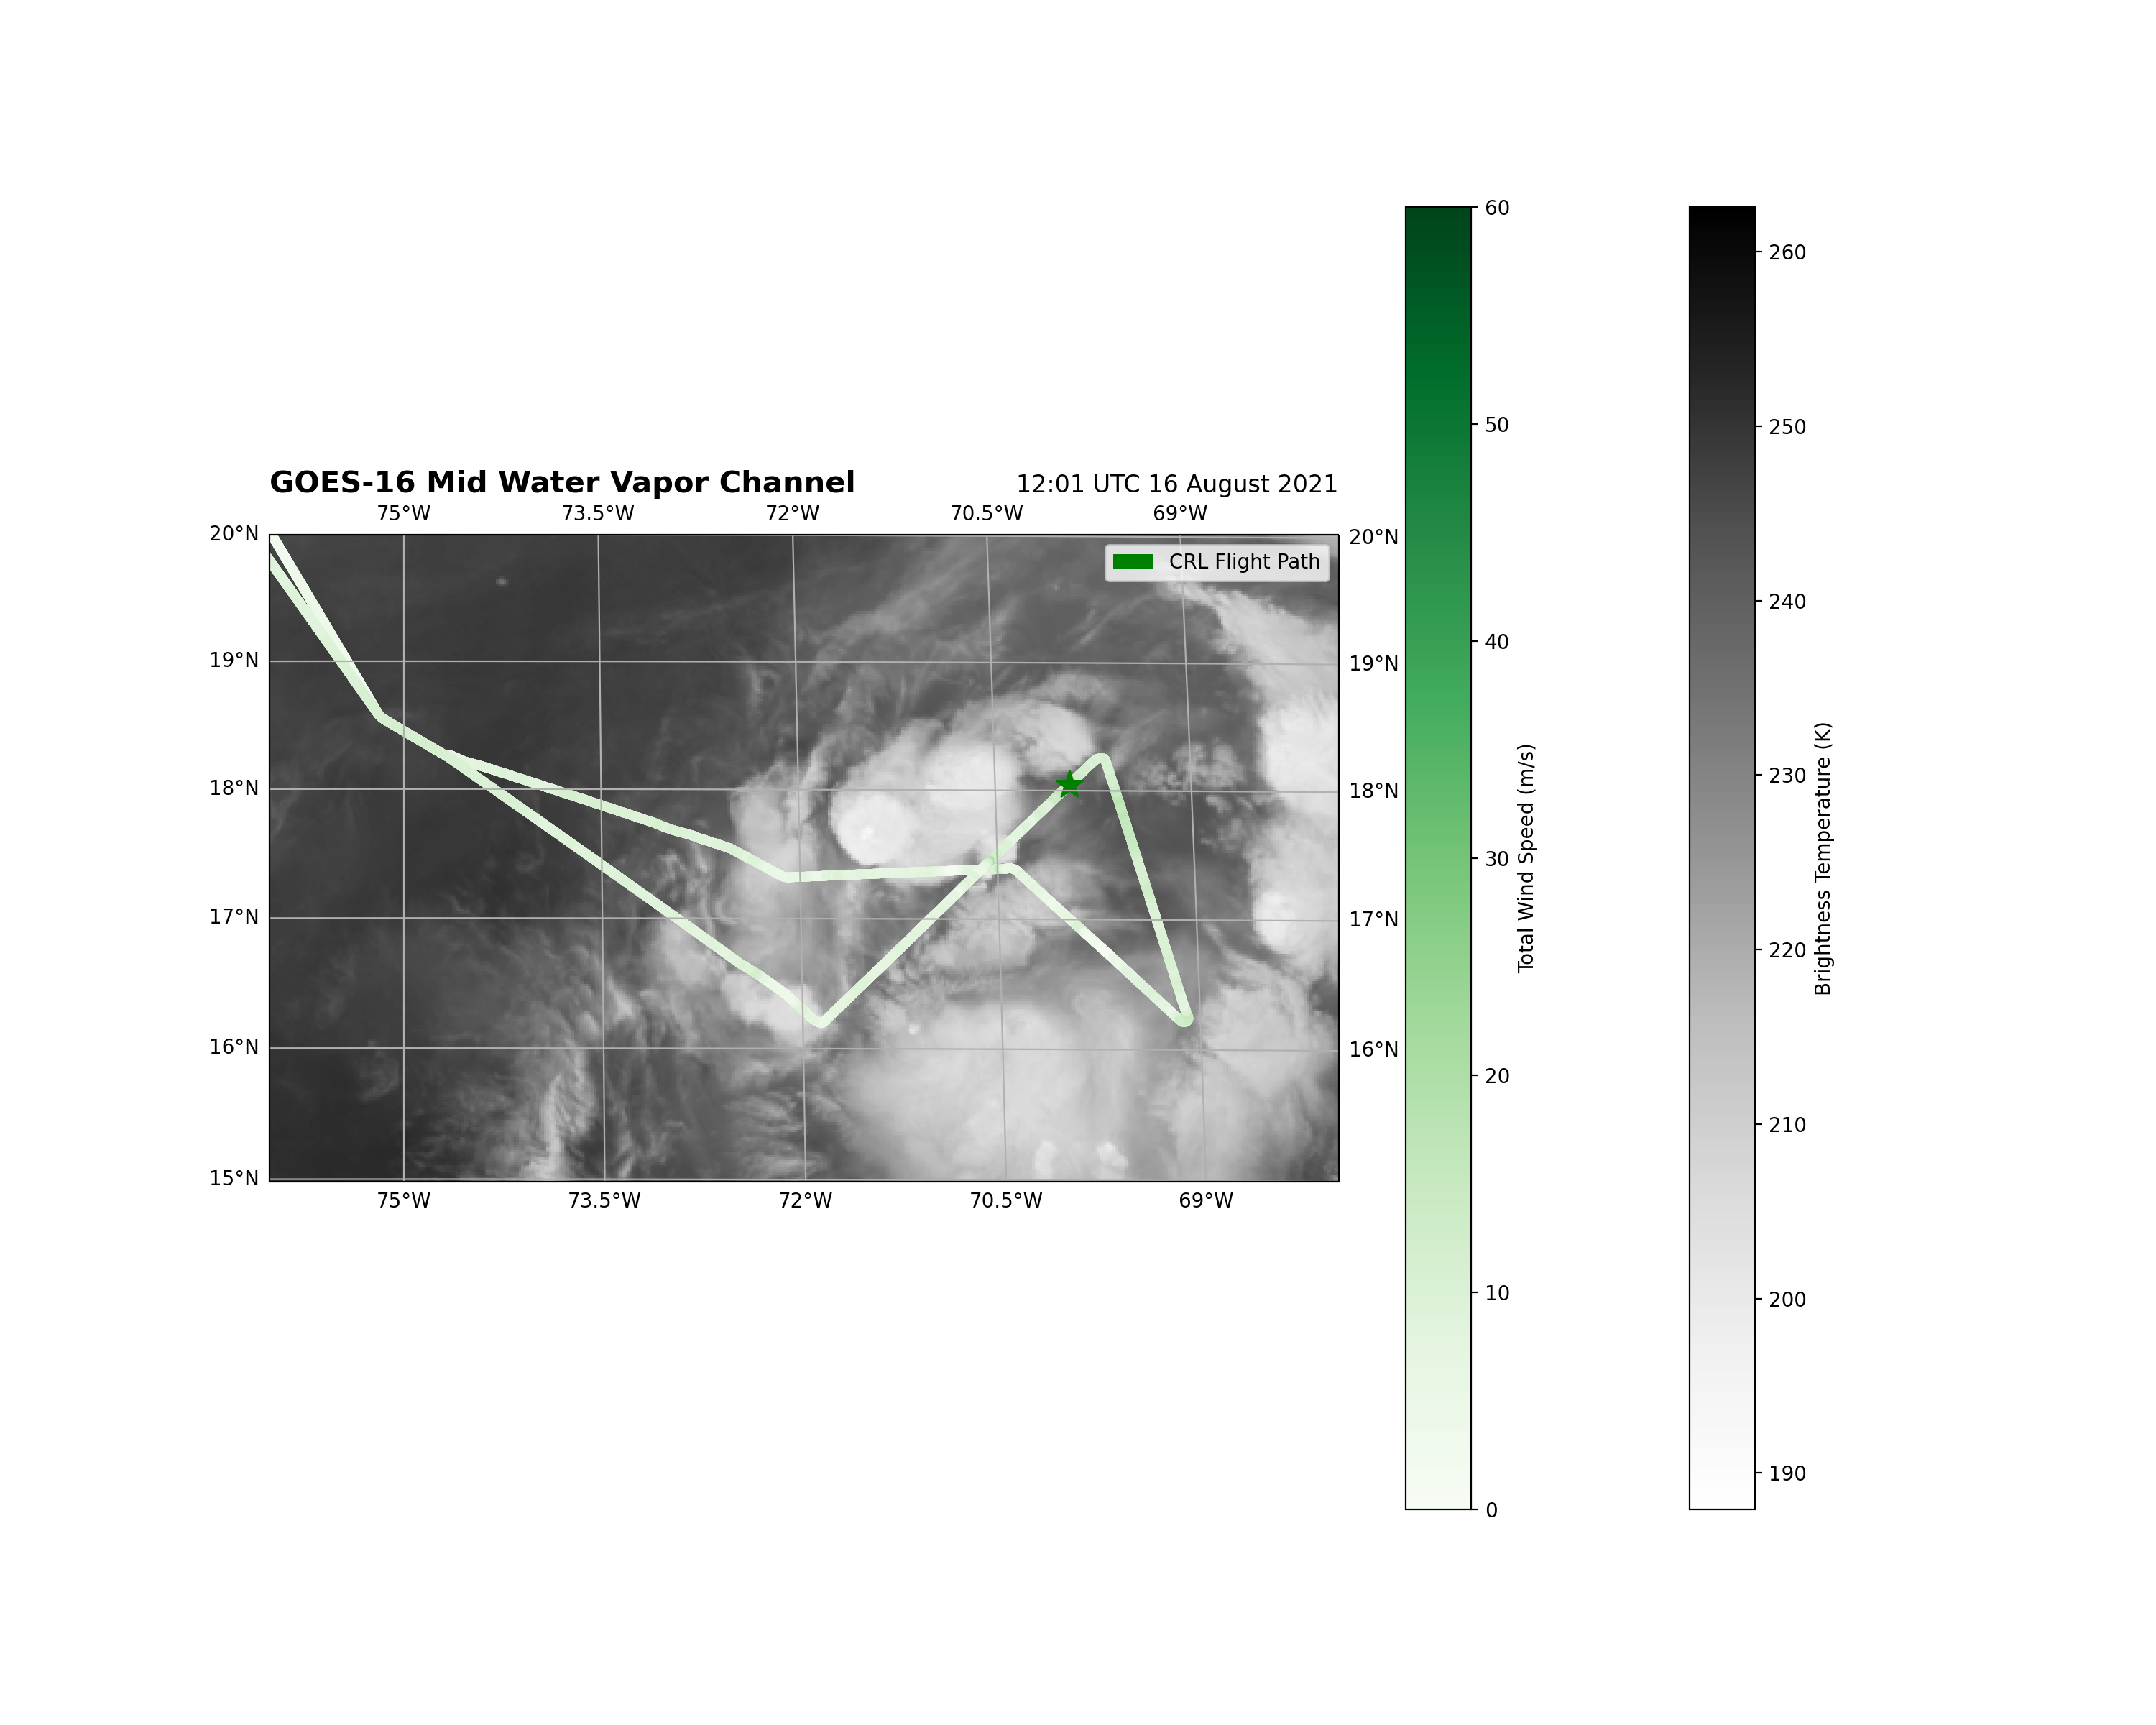 GOES-16 Mid Water Vapor Channel
12:01 UTC 16 August 2021
75°W 73.5°W 72°W 70.5°W 69°W
20°N
19°N
18°N
17°N
16°N
15°N
CRL Flight Path
20°N
19°N
18°N
17°N
16°N
75°W 73.5°W 72°W 70.5°W 69°W
60
50
40
30
20
10
0
Total Wind Speed (m/s)
260
250
240
230
220
210
200
190
Brightness Temperature (K)